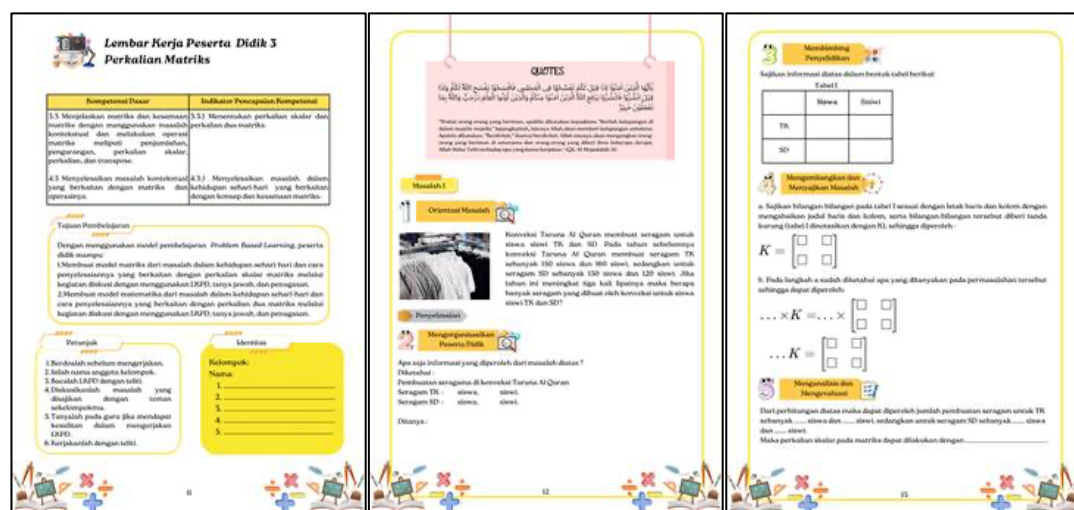 Lembar Kerja Peserta Didik 3
Perkalian Matriks
Kompetensi Dasar
Indikator Pencapaian Kompetensi
3.3 Menjelaskan matriks dan kesamaan
matriks dengan menggunakan masalah
kontekstual dan melakukan operasi
matriks meliputi penjumlahan,
pengurangan, perkalian skalar,
perkalian, dan transpose.
3.3.1 Menentukan perkalian skalar dan
perkalian dua matriks.
4.3 Menyelesaikan masalah kontekstual
yang berkaitan dengan matriks dan
operasinya.
4.3.1 Menyelesaikan masalah dalam
kehidupan sehari-hari yang berkaitan
dengan konsep dan kesamaan matriks.
Tujuan Pembelajaran
Dengan menggunakan model pembelajaran Problem Based Learning, peserta
didik mampu:
1.Membuat model matriks dari masalah dalam kehidupan sehari-hari dan cara
penyelesaiannya yang berkaitan dengan perkalian skalar matriks melalui
kegiatan diskusi dengan menggunakan LKPD, tanya jawab, dan penugasan.
2.Membuat model matematika dari masalah dalam kehidupan sehari-hari dan
cara penyelesaiannya yang berkaitan dengan perkalian dua matriks melalui
kegiatan diskusi dengan menggunakan LKPD, tanya jawab, dan penugasan.
Petunjuk
1.Berdoalah sebelum mengerjakan.
2.Isilah nama anggota kelompok.
3.Bacalah LKPD dengan teliti.
4.Diskusikanlah masalah yang
disajikan dengan teman
sekelompokmu.
5.Tanyalah pada guru jika mendapat
kesulitan dalam mengerjakan
LKPD.
6.Kerjakanlah dengan teliti.
Identitas
Kelompok:
Nama:
1.
2.
3.
4.
5.
11
QUOTES
Masalah 1
1 Orientasi Masalah
Konveksi Taruna Al Quran membuat seragam untuk
siswa siswi TK dan SD. Pada tahun sebelumnya
konveksi Taruna Al Quran membuat seragam TK
sebanyak 150 siswa dan 160 siswi, sedangkan untuk
seragam SD sebanyak 130 siswa dan 120 siswi. Jika
tahun ini meningkat tiga kali lipatnya maka berapa
banyak seragam yang dibuat oleh konveksi untuk siswa
siswi TK dan SD?
Penyelesaian
2 Mengorganisasikan
Peserta Didik
Apa saja informasi yang diperoleh dari masalah diatas ?
Diketahui :
Pembuatan seragam di konveksi Taruna Al Quran
Seragam TK : siswa, siswi.
Seragam SD : siswa, siswi.
Ditanya :
12
3 Membimbing
Penyelidikan
Sajikan informasi diatas dalam bentuk tabel berikut
Tabel 1
Siswa Siswi
TK
SD
4 Mengembangkan dan
Menyajikan Masalah
a. Sajikan bilangan-bilangan pada tabel 1 sesuai dengan letak baris dan kolom dengan
mengabaikan judul baris dan kolom, serta bilangan-bilangan tersebut diberi tanda
kurung (tabel 1 dinotasikan dengan K), sehingga diperoleh :
K = [□ □ □ □]
b. Pada langkah a sudah diketahui apa yang ditanyakan pada permasalahan tersebut
sehingga dapat diperoleh:
... × K = ... × [□ □ □ □]
... K = [□ □ □ □]
5 Menganalisis dan
Mengevaluasi
Dari perhitungan diatas maka dapat diperoleh jumlah pembuatan seragam untuk TK
sebanyak ...... siswa dan ...... siswi, sedangkan untuk seragam SD sebanyak ...... siswa
dan ...... siswi.
Maka perkalian skalar pada matriks dapat dilakukan dengan